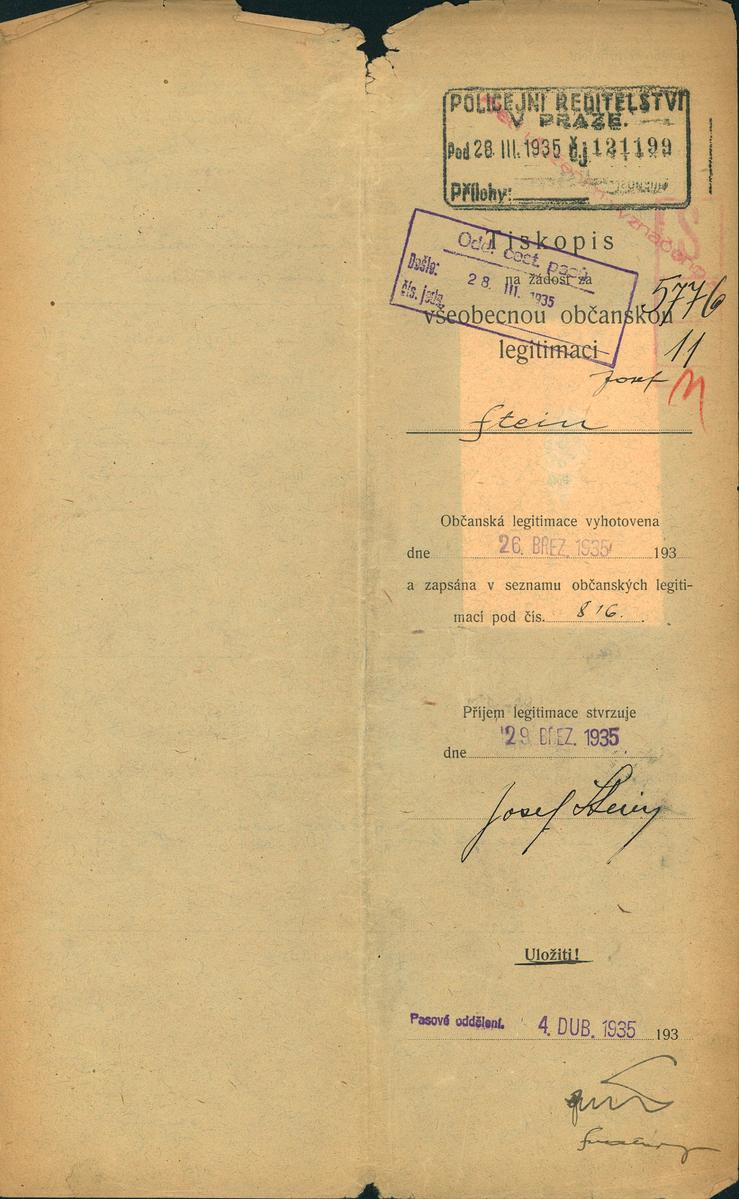 POLICEJNÍ ŘEDITELSTVÍ
V PRAZE.
Pod 28 III. 1935 čj 121199
Přílohy:
Tiskopis
Odd. cest. pasů
na žádost za
Došlo:
28. III. 1935
čís. jedn.
všeobecnou občanskou
5776
legitimaci
11
Josef
Stein
Občanská legitimace vyhotovena
dne 26. BŘEZ. 1935 193
a zapsána v seznamu občanských legiti-
mací pod čís. 816.
Příjem legitimace stvrzuje
dne 29. BŘEZ. 1935
Josef Stein
Uložiti!
Pasové oddělení. 4. DUB. 1935 193